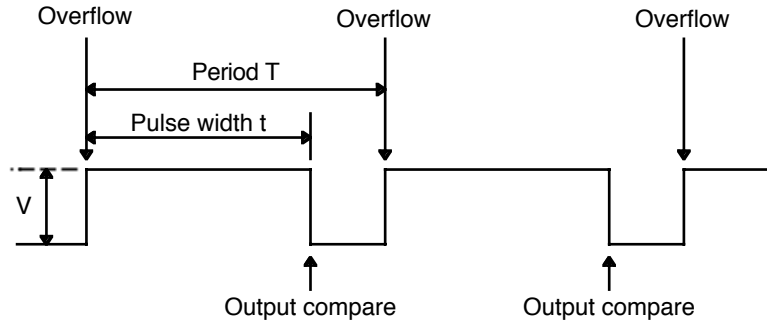 Overflow
Overflow
Overflow
Period T
Pulse width t
V
Output compare
Output compare